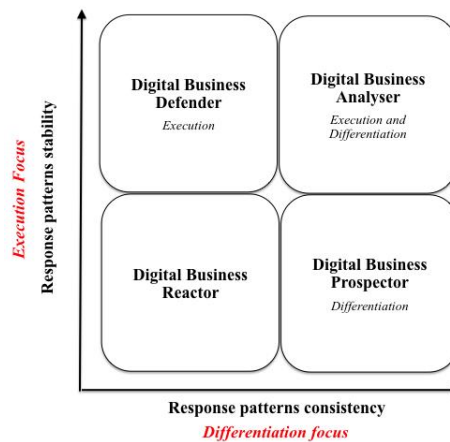 Digital Business
Defender
Execution
Digital Business
Analyser
Execution and
Differentiation
Execution Focus
Response patterns stability
Digital Business
Reactor
Digital Business
Prospector
Differentiation
Response patterns consistency
Differentiation focus